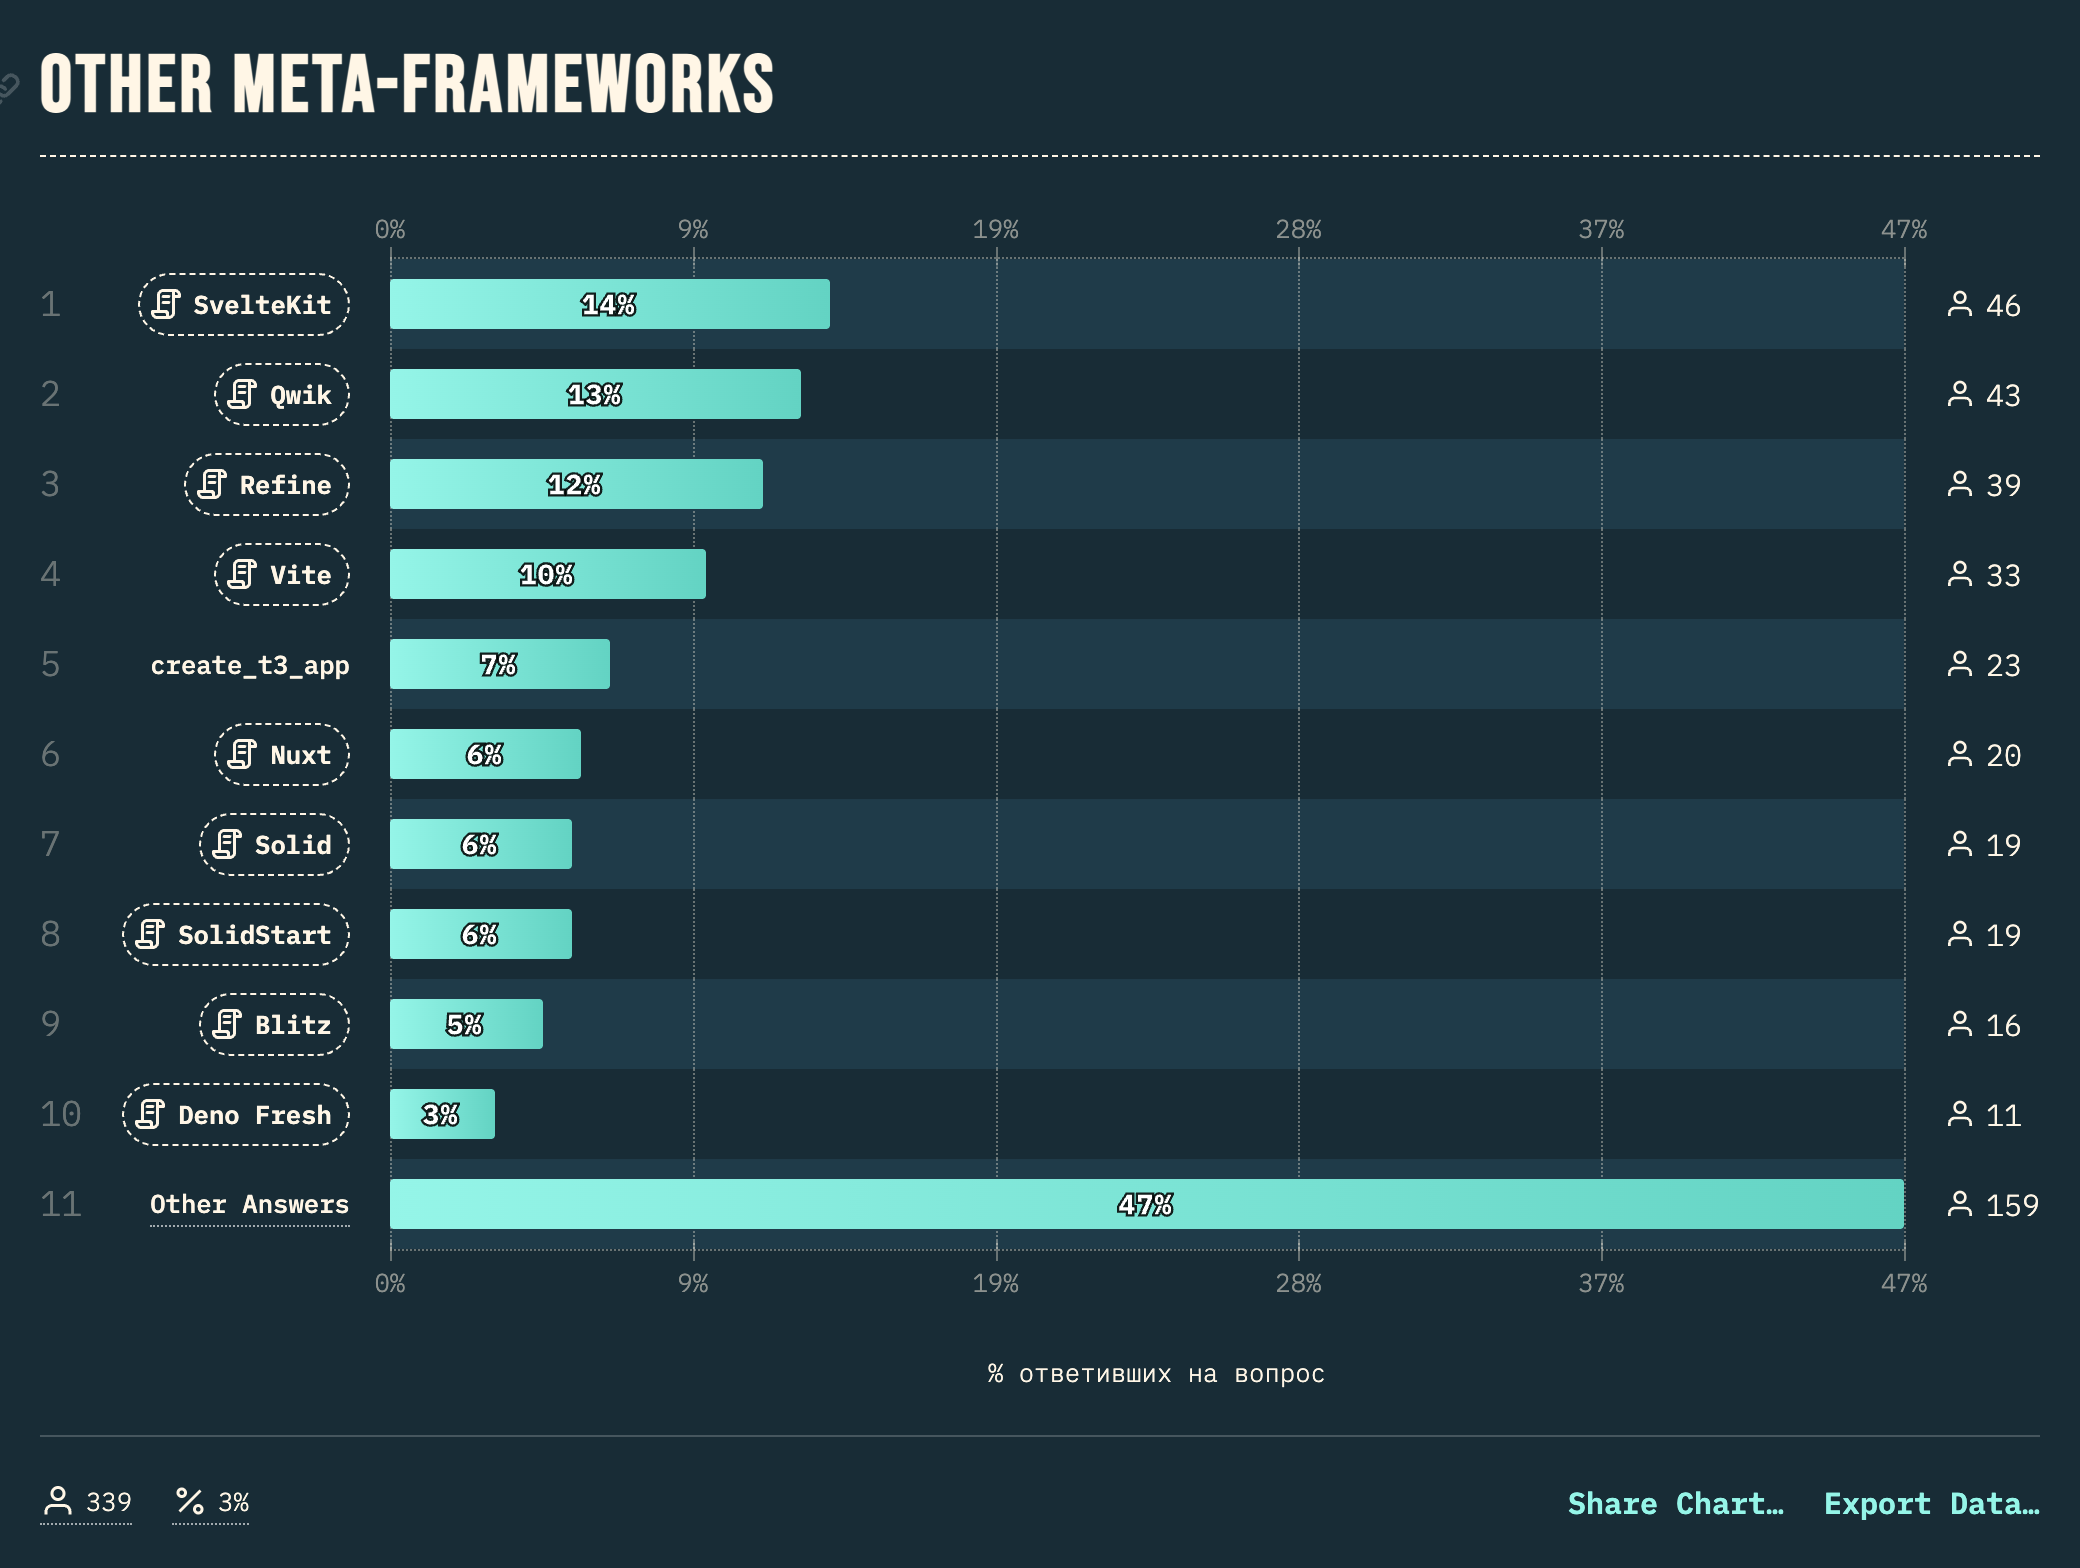 OTHER META-FRAMEWORKS
0% 9% 19% 28% 37% 47%
1 SvelteKit 14% 46
2 Qwik 13% 43
3 Refine 12% 39
4 Vite 10% 33
5 create_t3_app 7% 23
6 Nuxt 6% 20
7 Solid 6% 19
8 SolidStart 6% 19
9 Blitz 5% 16
10 Deno Fresh 3% 11
11 Other Answers 47% 159
0% 9% 19% 28% 37% 47%
% ответивших на вопрос
339 3% Share Chart… Export Data…